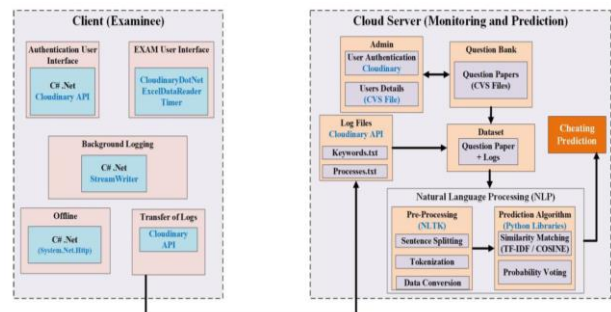 Client (Examinee)
Authentication User
Interface
C# .Net
Cloudinary API
EXAM User Interface
CloudinaryDotNet
ExcelDataReader
Timer
Background Logging
C# .Net
StreamWriter
Offline
C# .Net
(System.Net.Http)
Transfer of Logs
Cloudinary
API
Cloud Server (Monitoring and Prediction)
Admin
User Authentication
Cloudinary
Users Details
(CVS File)
Question Bank
Question Papers
(CVS Files)
Log Files
Cloudinary API
Keywords.txt
Processes.txt
Dataset
Question Paper
+ Logs
Cheating
Prediction
Natural Language Processing (NLP)
Pre-Processing
(NLTK)
Sentence Splitting
Tokenization
Data Conversion
Prediction Algorithm
(Python Libraries)
Similarity Matching
(TF-IDF / COSINE)
Probability Voting